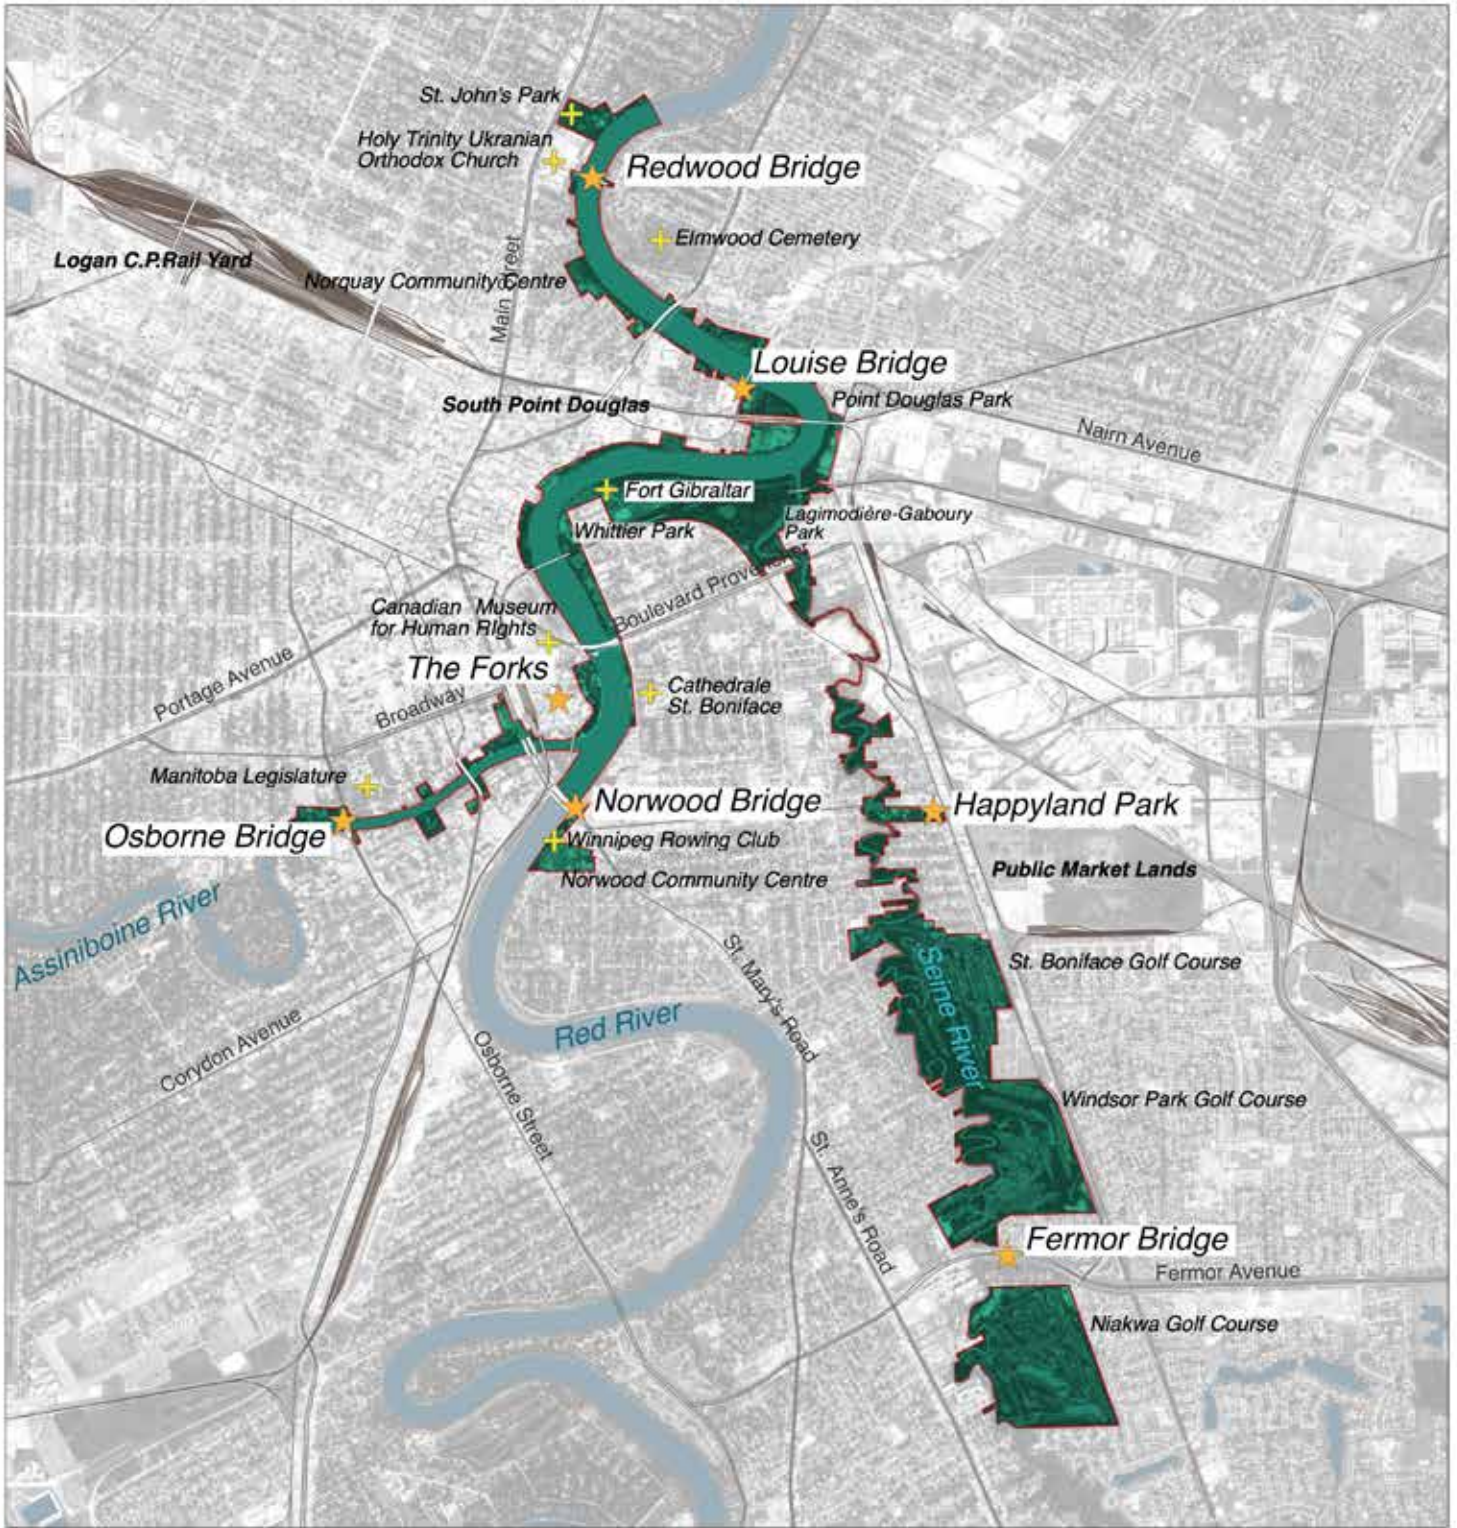 St. John's Park
Holy Trinity Ukranian
Orthodox Church
Redwood Bridge
Elmwood Cemetery
Logan C.P.Rail Yard
Norquay Community Centre
Main Street
Louise Bridge
South Point Douglas
Point Douglas Park
Nairn Avenue
Fort Gibraltar
Whittier Park
Lagimodière-Gaboury
Park
Boulevard Provencher
Canadian Museum
for Human RIghts
The Forks
Cathedrale
St. Boniface
Portage Avenue
Broadway
Manitoba Legislature
Osborne Bridge
Norwood Bridge
Happyland Park
Winnipeg Rowing Club
Public Market Lands
Norwood Community Centre
Assiniboine River
St. Mary's Road
Seine River
St. Boniface Golf Course
Red River
Corydon Avenue
Osborne Street
Windsor Park Golf Course
St. Anne's Road
Fermor Bridge
Fermor Avenue
Niakwa Golf Course